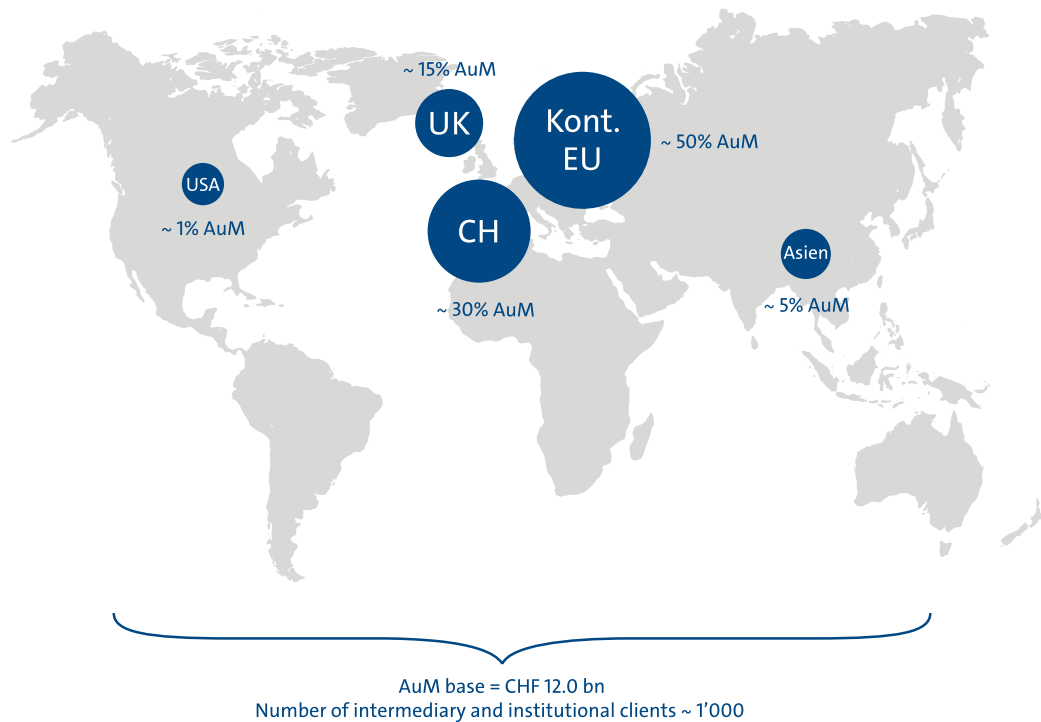 ~ 15% AuM
UK
Kont.
EU
~ 50% AuM
USA
~ 1% AuM
CH
~ 30% AuM
Asien
~ 5% AuM
AuM base = CHF 12.0 bn
Number of intermediary and institutional clients ~ 1’000